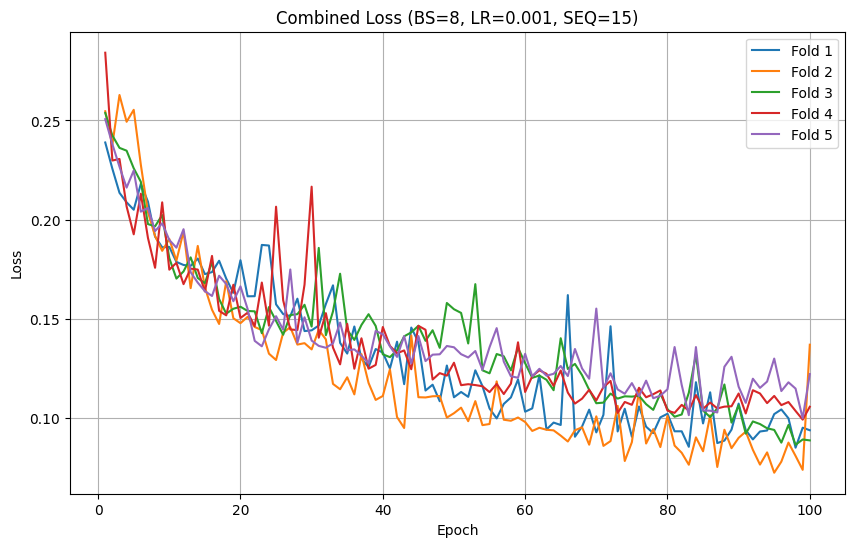 Combined Loss (BS=8, LR=0.001, SEQ=15)
Fold 1
Fold 2
Fold 3
Fold 4
Fold 5
Loss
0.25
0.20
0.15
0.10
0 20 40 60 80 100
Epoch